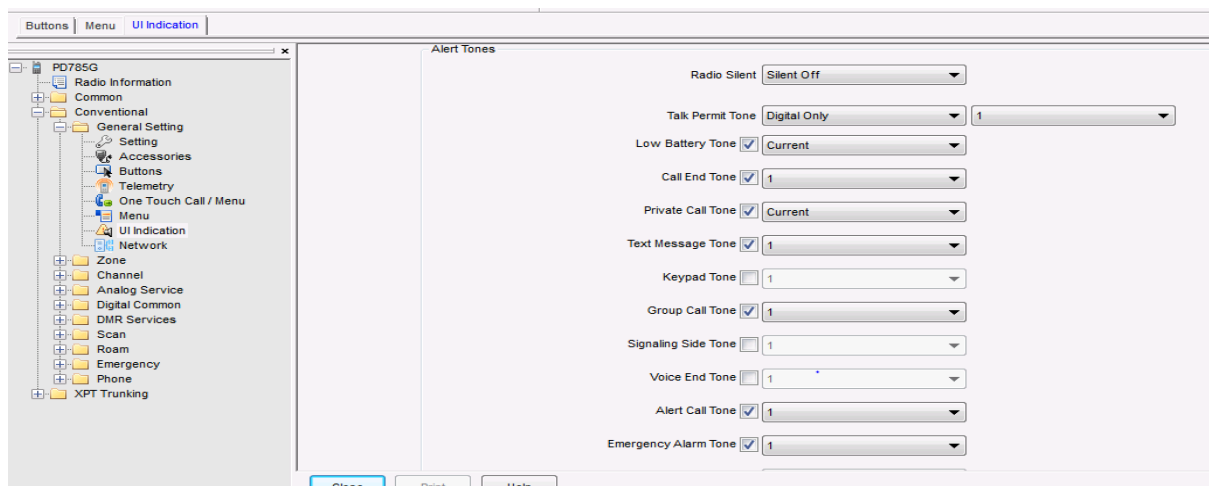 Buttons Menu UI Indication
x
PD785G
Radio Information
Common
Conventional
General Setting
Setting
Accessories
Buttons
Telemetry
One Touch Call / Menu
Menu
UI Indication
Network
Zone
Channel
Analog Service
Digital Common
DMR Services
Scan
Roam
Emergency
Phone
XPT Trunking
Alert Tones
Radio Silent Silent Off
Talk Permit Tone Digital Only 1
Low Battery Tone Current
Call End Tone 1
Private Call Tone Current
Text Message Tone 1
Keypad Tone 1
Group Call Tone 1
Signaling Side Tone 1
Voice End Tone 1
Alert Call Tone 1
Emergency Alarm Tone 1
Close Print Help